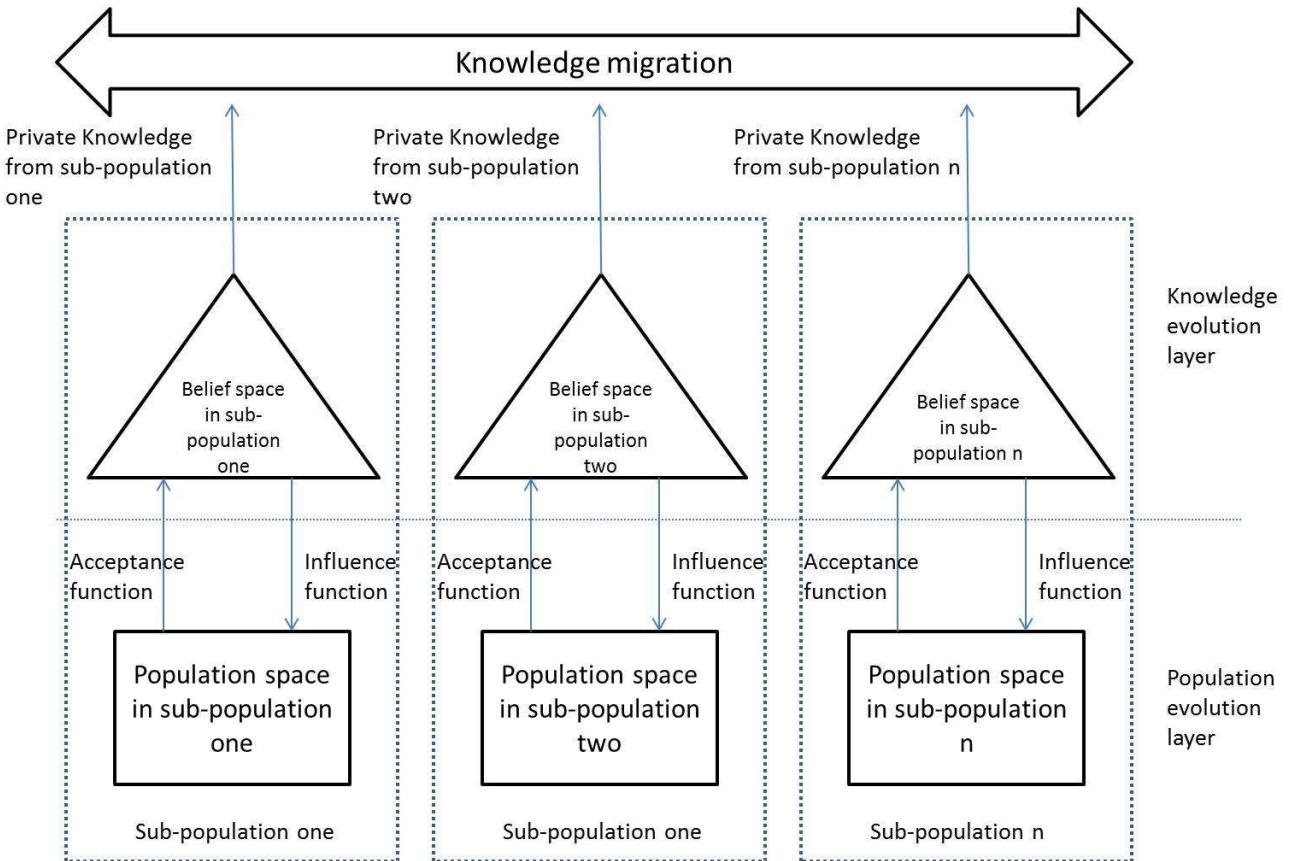 Knowledge migration
Private Knowledge
from sub-population
one
Private Knowledge
from sub-population
two
Private Knowledge
from sub-population n
Belief space
in sub-
population
one
Belief space
in sub-
population
two
Belief space
in sub-
population n
Knowledge
evolution
layer
Acceptance
function
Influence
function
Acceptance
function
Influence
function
Acceptance
function
Influence
function
Population space
in sub-population
one
Population space
in sub-population
two
Population space
in sub-population
n
Population
evolution
layer
Sub-population one
Sub-population one
Sub-population n